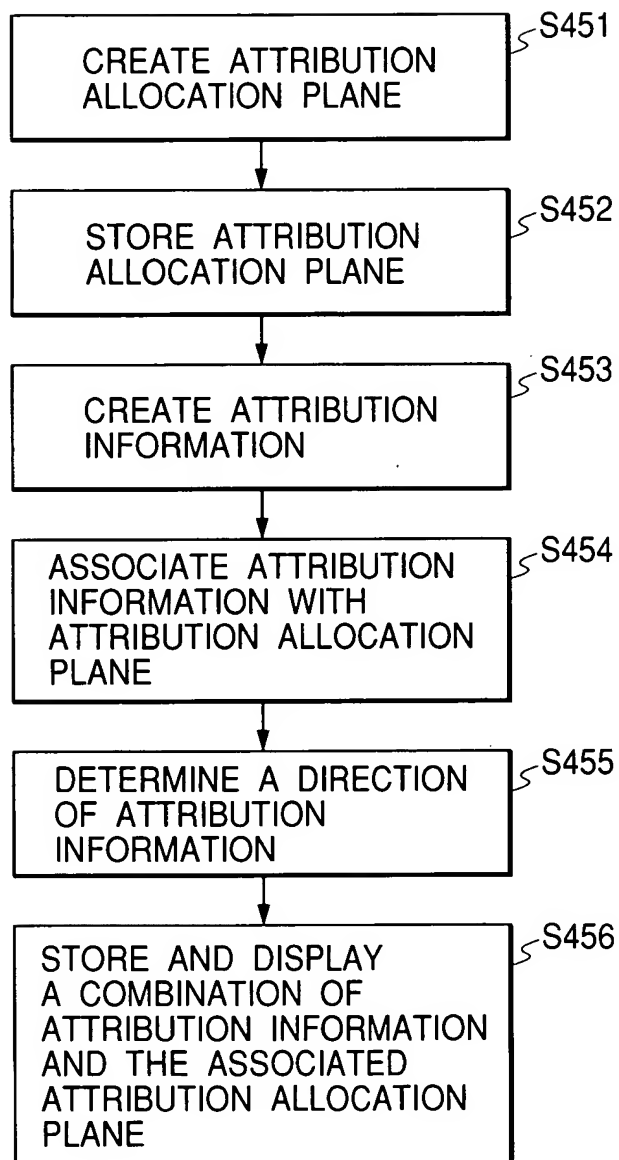 S451
CREATE ATTRIBUTION
ALLOCATION PLANE
S452
STORE ATTRIBUTION
ALLOCATION PLANE
S453
CREATE ATTRIBUTION
INFORMATION
S454
ASSOCIATE ATTRIBUTION
INFORMATION WITH
ATTRIBUTION ALLOCATION
PLANE
S455
DETERMINE A DIRECTION
OF ATTRIBUTION
INFORMATION
S456
STORE AND DISPLAY
A COMBINATION OF
ATTRIBUTION INFORMATION
AND THE ASSOCIATED
ATTRIBUTION ALLOCATION
PLANE